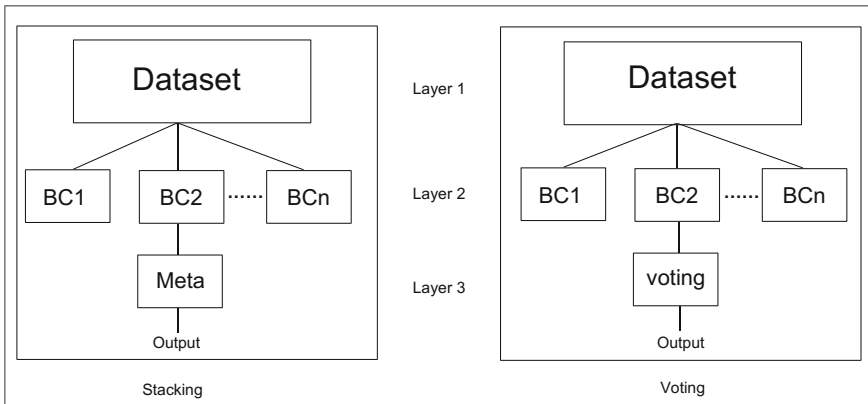 Dataset
Layer 1
Dataset
BC1
BC2
......
BCn
Layer 2
BC1
BC2
......
BCn
Meta
Layer 3
voting
Output
Output
Stacking
Voting